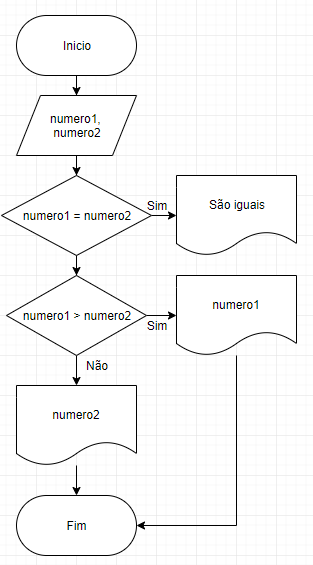 Inicio
numero1,
numero2
numero1 = numero2
Sim
São iguais
numero1 > numero2
Sim
numero1
Não
numero2
Fim